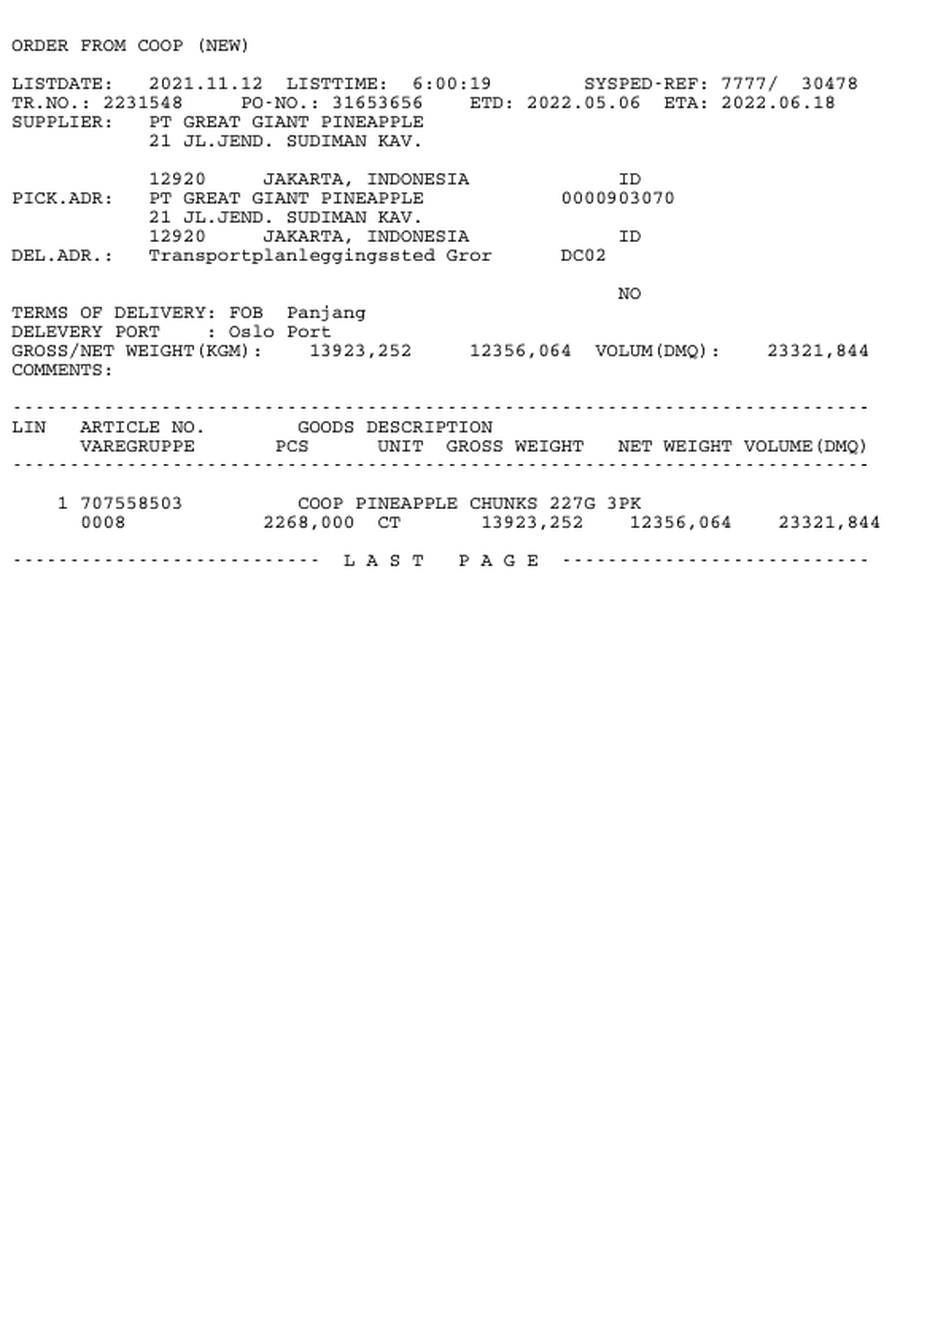 ORDER FROM COOP (NEW)
LISTDATE: 2021.11.12 LISTTIME: 6:00:19 SYSPED-REF: 7777/ 30478
TR.NO.: 2231548 PO-NO.: 31653656 ETD: 2022.05.06 ETA: 2022.06.18
SUPPLIER: PT GREAT GIANT PINEAPPLE
21 JL.JEND. SUDIMAN KAV.
12920 JAKARTA, INDONESIA ID
PICK.ADR: PT GREAT GIANT PINEAPPLE 0000903070
21 JL.JEND. SUDIMAN KAV.
12920 JAKARTA, INDONESIA ID
DEL.ADR.: Transportplanleggingssted Gror DC02
NO
TERMS OF DELIVERY: FOB Panjang
DELEVERY PORT : Oslo Port
GROSS/NET WEIGHT(KGM): 13923,252 12356,064 VOLUM(DMQ): 23321,844
COMMENTS:
---------------------------------------------------------------------------
LIN ARTICLE NO. GOODS DESCRIPTION
VAREGRUPPE PCS UNIT GROSS WEIGHT NET WEIGHT VOLUME(DMQ)
---------------------------------------------------------------------------
1 707558503 COOP PINEAPPLE CHUNKS 227G 3PK
0008 2268,000 CT 13923,252 12356,064 23321,844
--------------------------- L A S T P A G E ---------------------------